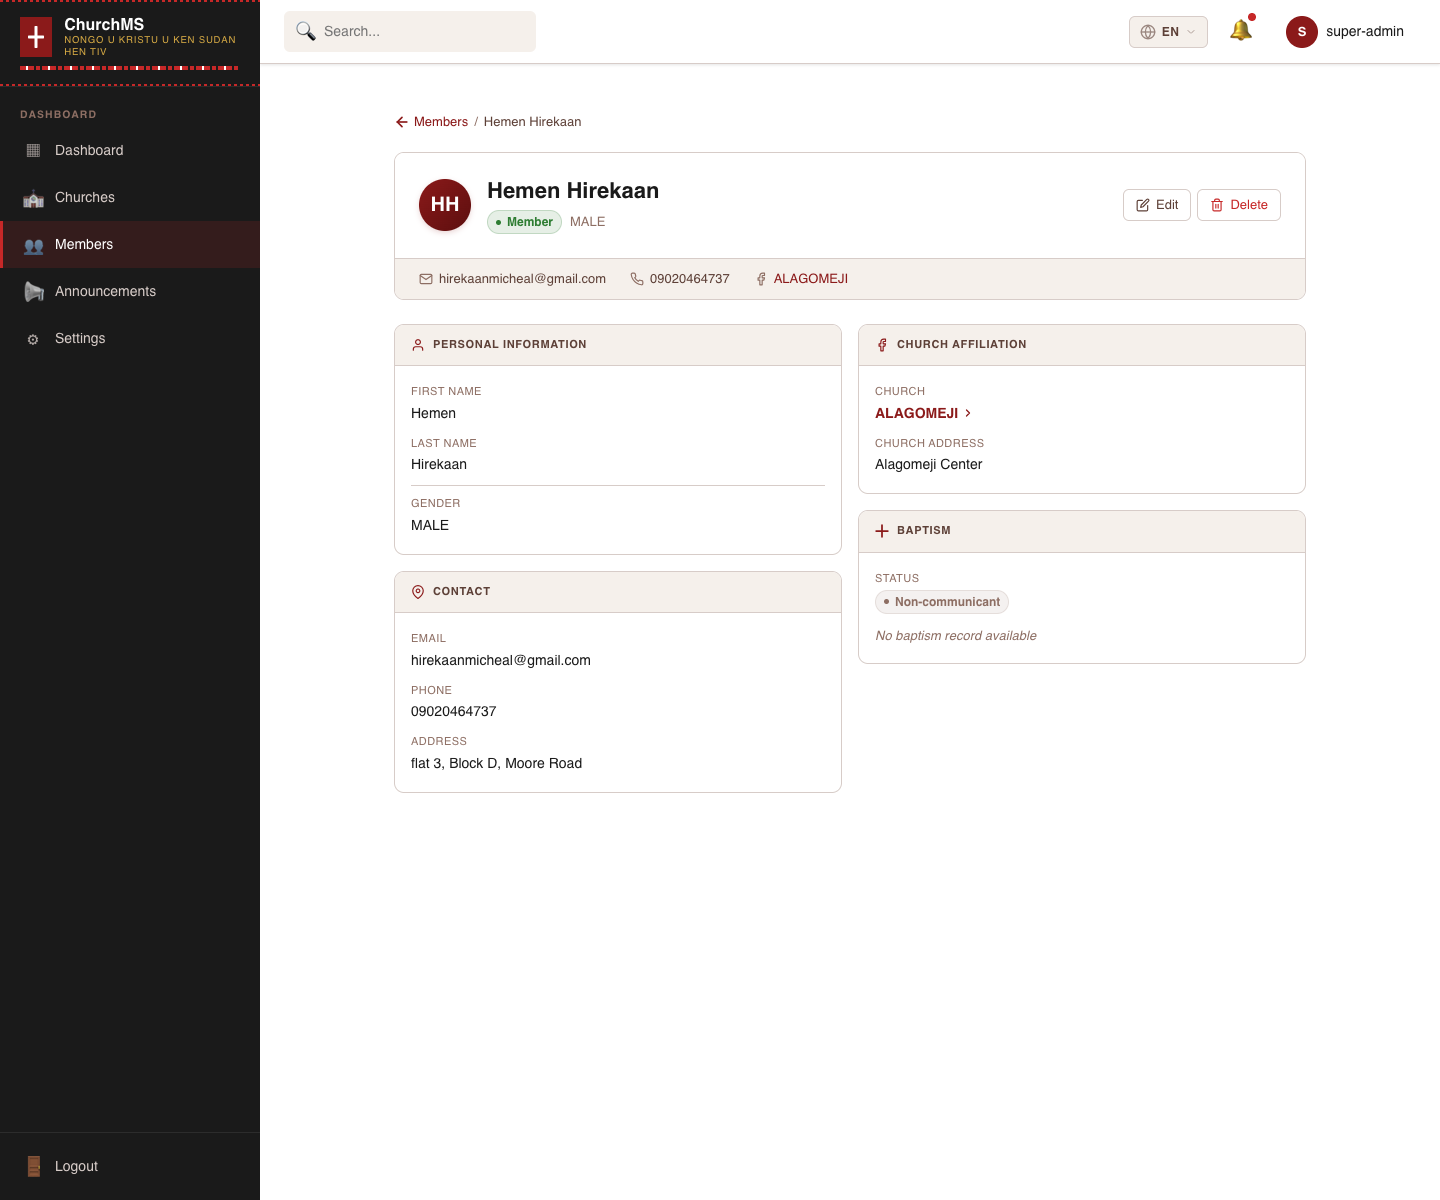 ChurchMS
NONGO U KRISTU U KEN SUDAN
HEN TIV
DASHBOARD
Dashboard
Churches
Members
Announcements
Settings
Logout
Search...
EN
S
super-admin
Members / Hemen Hirekaan
HH
Hemen Hirekaan
Member
MALE
Edit
Delete
hirekaanmicheal@gmail.com
09020464737
ALAGOMEJI
PERSONAL INFORMATION
FIRST NAME
Hemen
LAST NAME
Hirekaan
GENDER
MALE
CONTACT
EMAIL
hirekaanmicheal@gmail.com
PHONE
09020464737
ADDRESS
flat 3, Block D, Moore Road
CHURCH AFFILIATION
CHURCH
ALAGOMEJI
CHURCH ADDRESS
Alagomeji Center
BAPTISM
STATUS
Non-communicant
No baptism record available